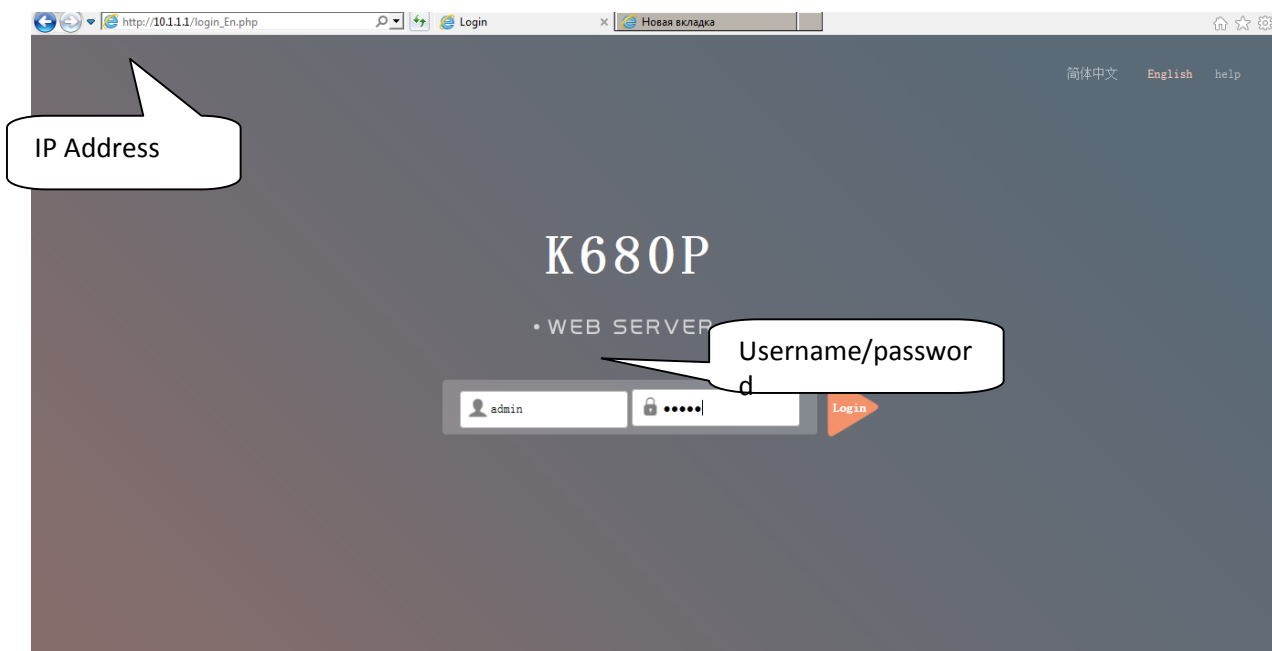 http://10.1.1.1/login_En.php Login Новая вкладка
简体中文 English help
IP Address
K680P
• WEB SERVER
Username/passwor
d
admin ••••• Login